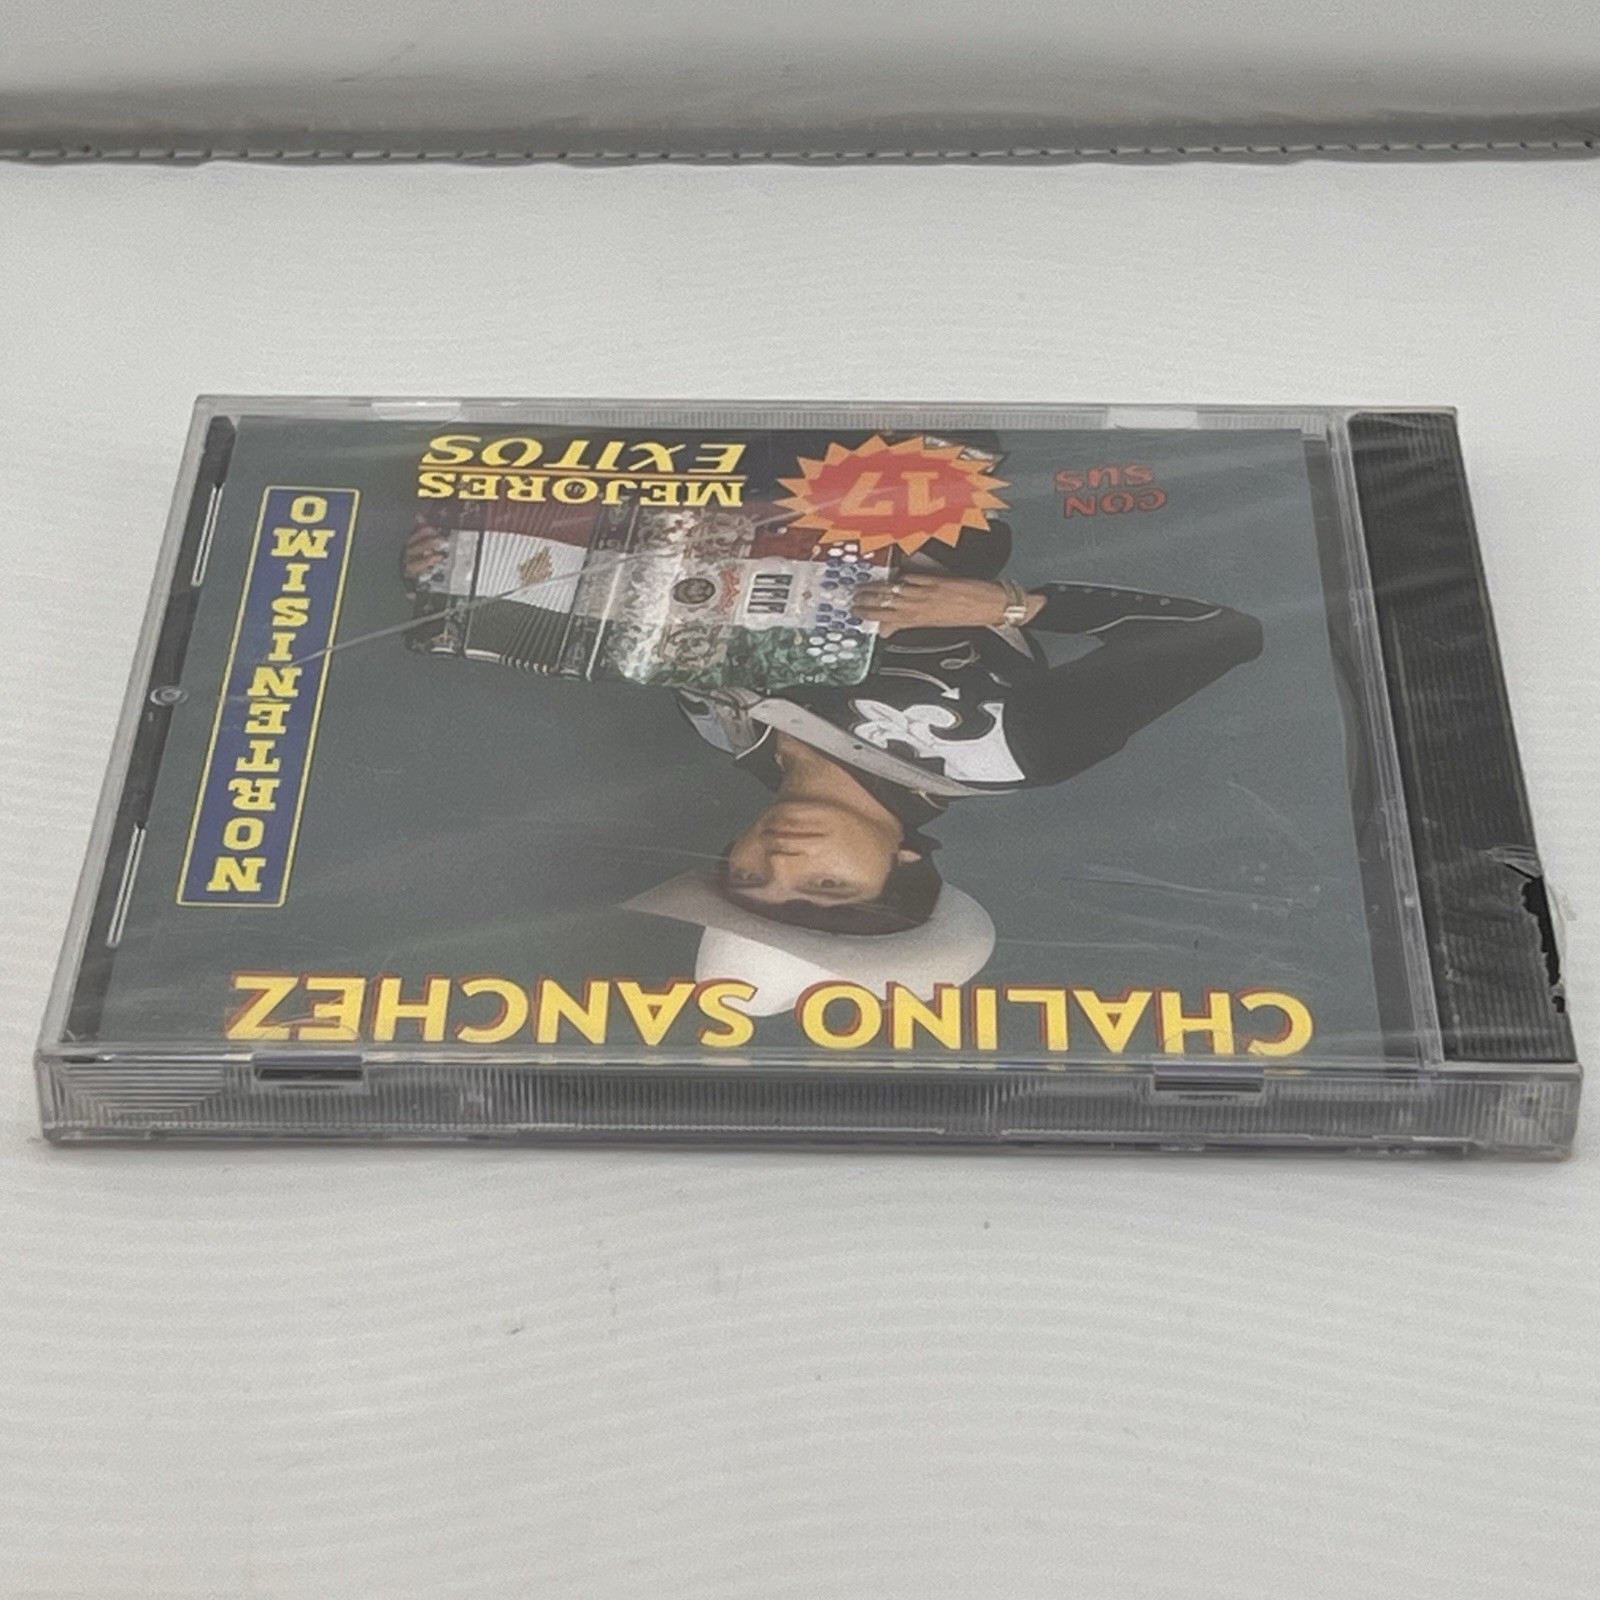 CHALINO SANCHEZ
NORTEÑISIMO
CON
SUS
17
MEJORES
EXITOS